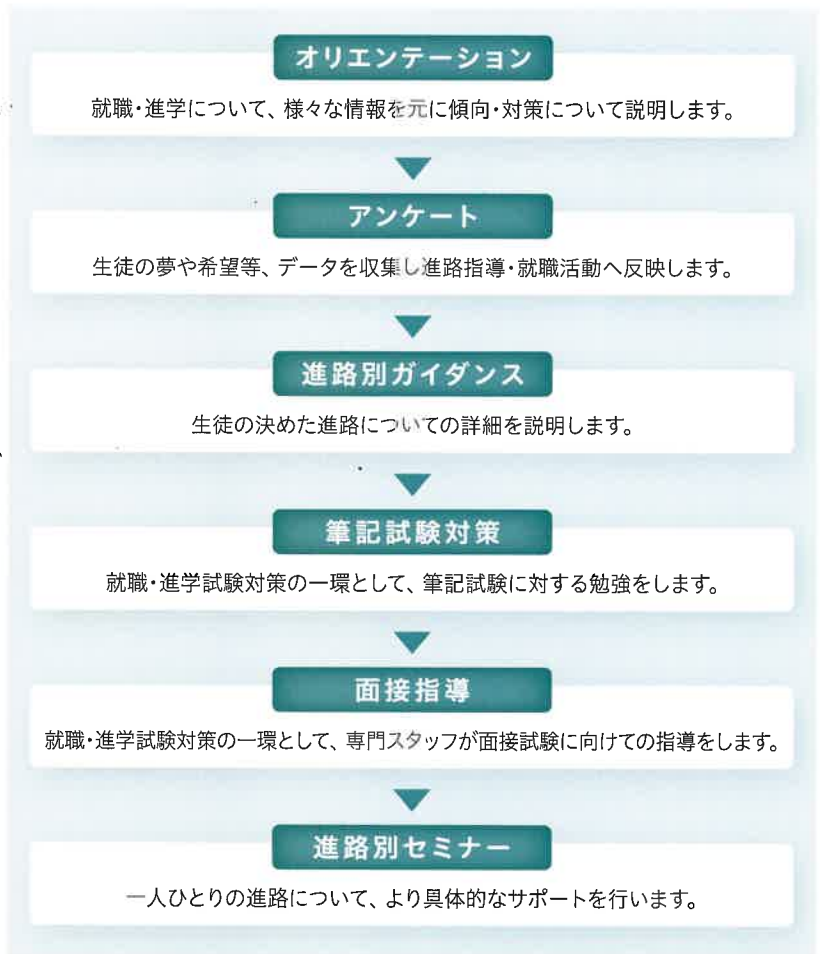 オリエンテーション
就職・進学について、様々な情報を元に傾向・対策について説明します。
アンケート
生徒の夢や希望等、データを収集し進路指導・就職活動へ反映します。
進路別ガイダンス
生徒の決めた進路についての詳細を説明します。
筆記試験対策
就職・進学試験対策の一環として、筆記試験に対する勉強をします。
面接指導
就職・進学試験対策の一環として、専門スタッフが面接試験に向けての指導をします。
進路別セミナー
一人ひとりの進路について、より具体的なサポートを行います。